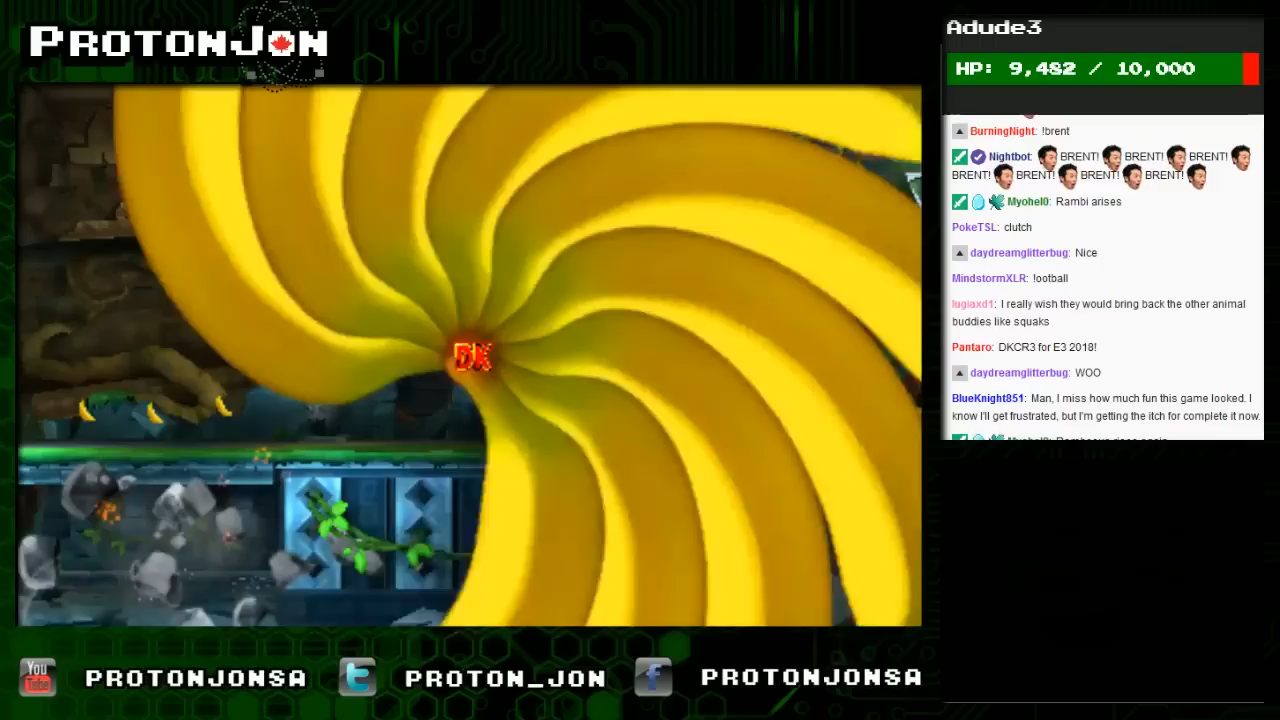 PROTONJON
Adude3
HP: 9,482 / 10,000
BurningNight: !brent
Nightbot: BRENT! BRENT! BRENT!
BRENT! BRENT! BRENT! BRENT!
Myohel0: Rambi arises
PokeTSL: clutch
daydreamglitterbug: Nice
MindstormXLR: !ootball
lugiaxd1: I really wish they would bring back the other animal
buddies like squaks
Pantaro: DKCR3 for E3 2018!
daydreamglitterbug: WOO
BlueKnight851: Man, I miss how much fun this game looked. I
know I'll get frustrated, but I'm getting the itch for complete it now.
DK
You
Tube
PROTONJONSA
t
PROTON_JON
f
PROTONJONSA